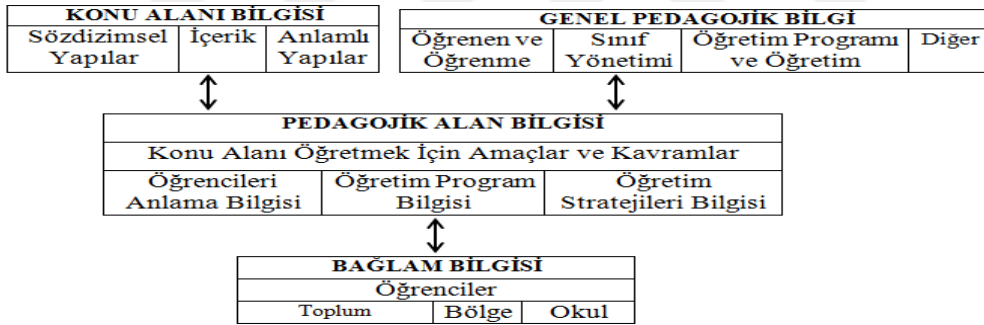 KONU ALANI BİLGİSİ
Sözdizimsel Yapılar
İçerik
Anlamlı Yapılar
GENEL PEDAGOJİK BİLGİ
Öğrenen ve Öğrenme
Sınıf Yönetimi
Öğretim Programı ve Öğretim
Diğer
PEDAGOJİK ALAN BİLGİSİ
Konu Alanı Öğretmek İçin Amaçlar ve Kavramlar
Öğrencileri Anlama Bilgisi
Öğretim Program Bilgisi
Öğretim Stratejileri Bilgisi
BAĞLAM BİLGİSİ
Öğrenciler
Toplum
Bölge
Okul